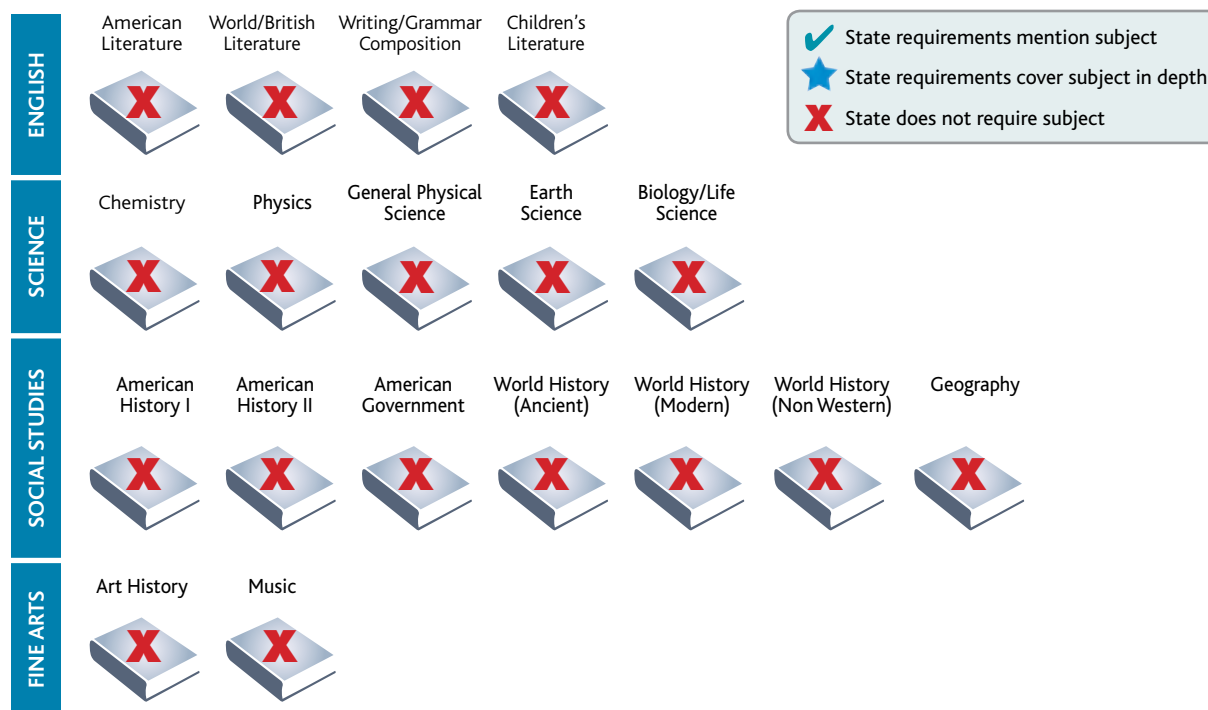 ENGLISH
American
Literature
World/British
Literature
Writing/Grammar
Composition
Children's
Literature
State requirements mention subject
State requirements cover subject in depth
State does not require subject
SCIENCE
Chemistry
Physics
General Physical
Science
Earth
Science
Biology/Life
Science
SOCIAL STUDIES
American
History I
American
History II
American
Government
World History
(Ancient)
World History
(Modern)
World History
(Non Western)
Geography
FINE ARTS
Art History
Music